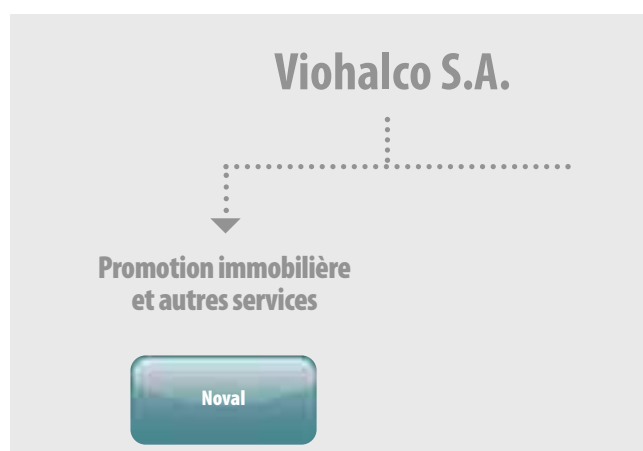 Viohalco S.A.
Promotion immobilière
et autres services
Noval